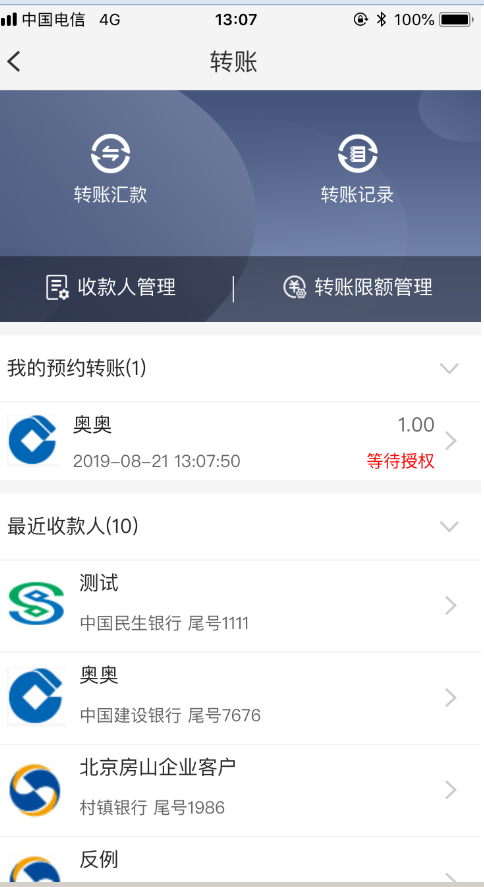 中国电信 4G 13:07 100%
转账
转账汇款 转账记录
收款人管理 转账限额管理
我的预约转账(1)
奥奥 1.00
2019-08-21 13:07:50 等待授权
最近收款人(10)
测试
中国民生银行 尾号1111
奥奥
中国建设银行 尾号7676
北京房山企业客户
村镇银行 尾号1986
反例